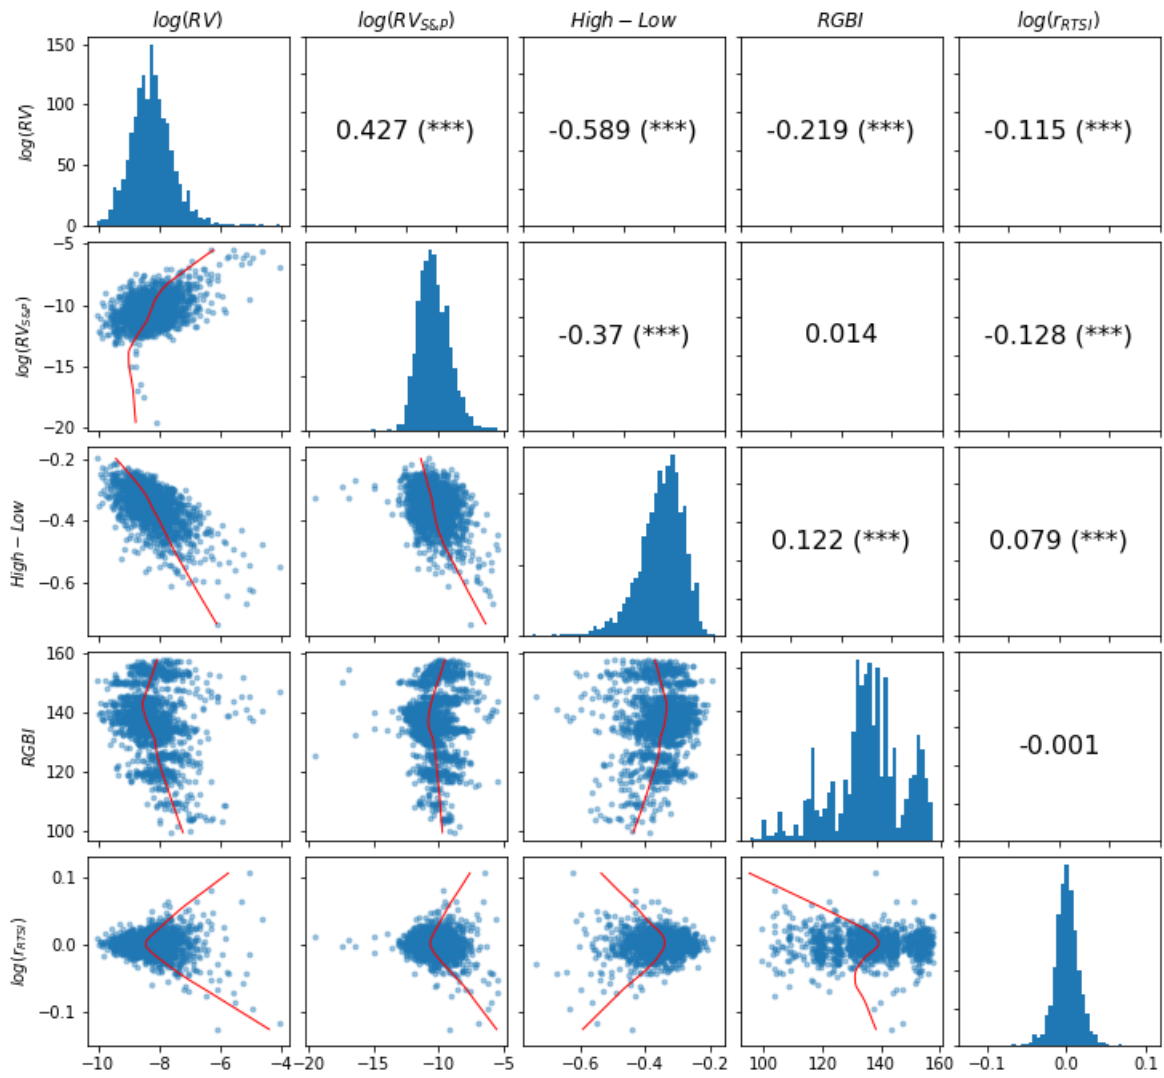 log(RV) log(RV_S&P) High − Low RGBI log(r_RTSI)
150
100
50
0
log(RV)
0.427 (***) -0.589 (***) -0.219 (***) -0.115 (***)
−5
−10
−15
−20
log(RV_S&P)
-0.37 (***) 0.014 -0.128 (***)
−0.2
−0.4
−0.6
High − Low
0.122 (***) 0.079 (***)
160
140
120
100
RGBI
-0.001
0.1
0.0
−0.1
log(r_RTSI)
−10 −8 −6 −4 −20 −15 −10 −5 −0.6 −0.4 −0.2 100 120 140 160 −0.1 0.0 0.1